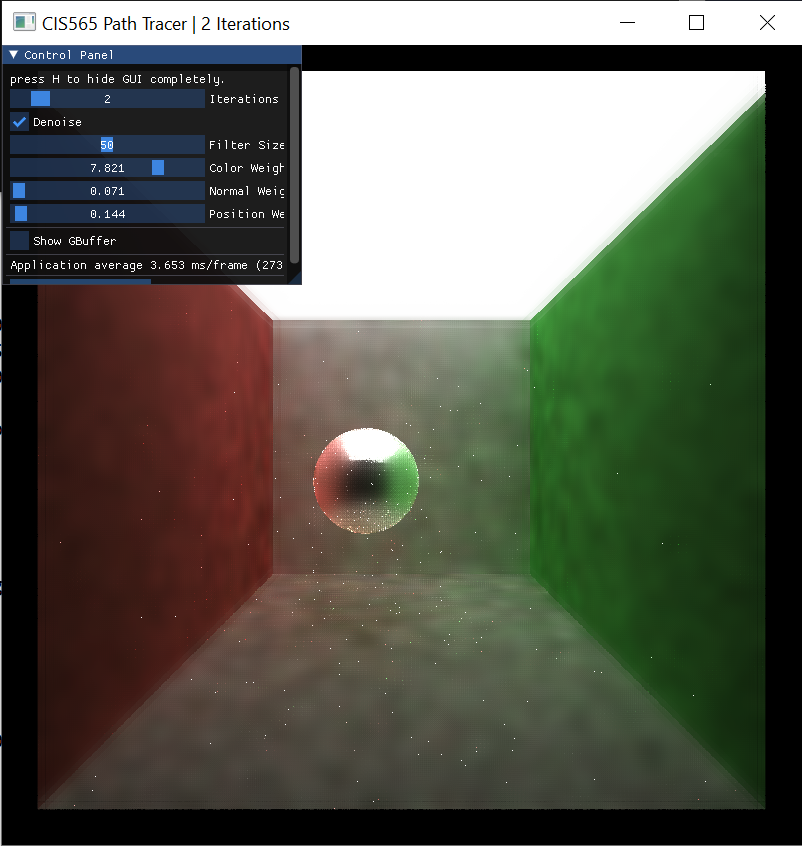 CIS565 Path Tracer | 2 Iterations
Control Panel
press H to hide GUI completely.
2 Iterations
Denoise
50 Filter Size
7.821 Color Weigh
0.071 Normal Weig
0.144 Position We
Show GBuffer
Application average 3.653 ms/frame (273